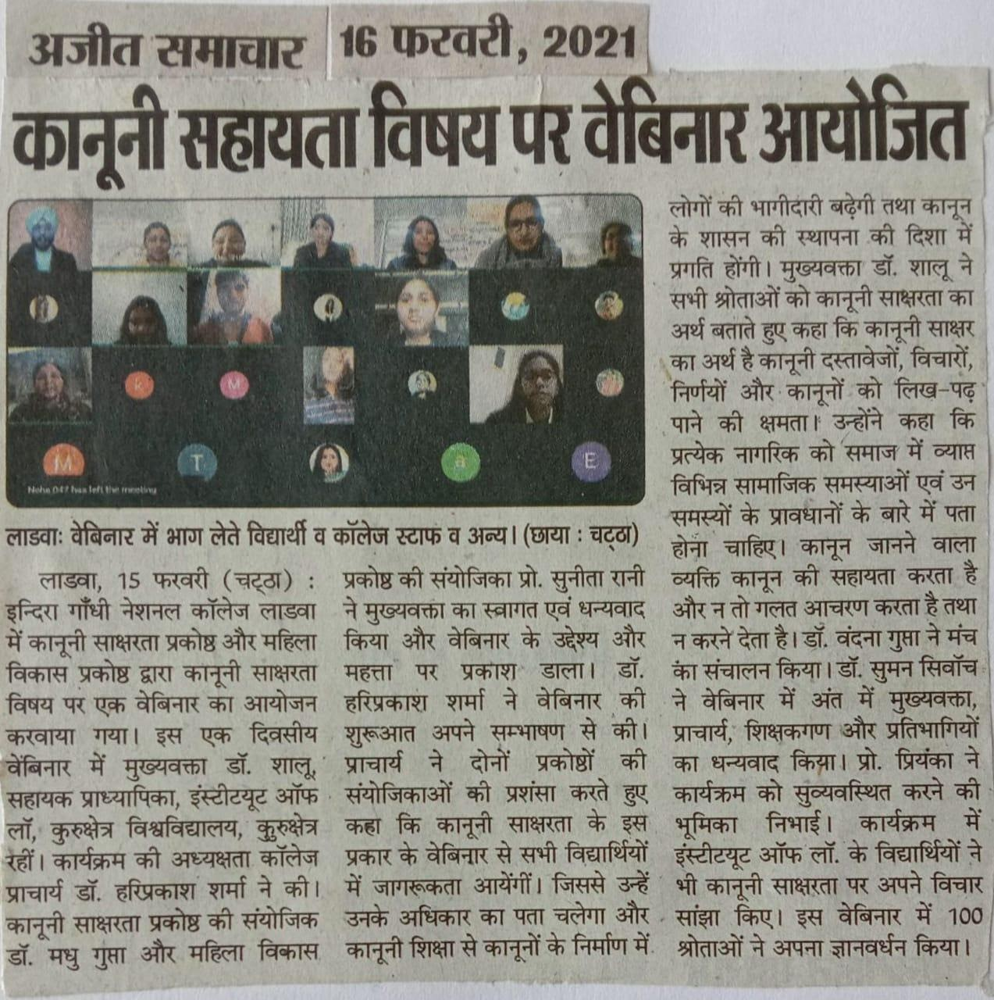 अजीत समाचार
16 फरवरी, 2021
कानूनी सहायता विषय पर वेबिनार आयोजित
k
M
M
T
a
E
Neha 047 has left the meeting
लाडवाः वेबिनार में भाग लेते विद्यार्थी व कॉलेज स्टाफ व अन्य। (छाया : चट्ठा)
लाडवा, 15 फरवरी (चट्ठा) :
इन्दिरा गाँधी नेशनल कॉलेज लाडवा
में कानूनी साक्षरता प्रकोष्ठ और महिला
विकास प्रकोष्ठ द्वारा कानूनी साक्षरता
विषय पर एक वेबिनार का आयोजन
करवाया गया। इस एक दिवसीय
वेंबिनार में मुख्यवक्ता डॉ. शालू,
सहायक प्राध्यापिका, इंस्टीटयूट ऑफ
लॉ, कुरुक्षेत्र विश्वविद्यालय, कुरुक्षेत्र
रहीं। कार्यक्रम की अध्यक्षता कॉलेज
प्राचार्य डॉ. हरिप्रकाश शर्मा ने की।
कानूनी साक्षरता प्रकोष्ठ की संयोजिक
डॉ. मधु गुप्ता और महिला विकास
प्रकोष्ठ की संयोजिका प्रो. सुनीता रानी
ने मुख्यवक्ता का स्वागत एवं धन्यवाद
किया और वेबिनार के उद्देश्य और
महत्ता पर प्रकाश डाला। डॉ.
हरिप्रकाश शर्मा ने वेबिनार की
शुरूआत अपने सम्भाषण से की।
प्राचार्य ने दोनों प्रकोष्ठों की
संयोजिकाओं की प्रशंसा करते हुए
कहा कि कानूनी साक्षरता के इस
प्रकार के वेबिनार से सभी विद्यार्थियों
में जागरूकता आयेंगीं। जिससे उन्हें
उनके अधिकार का पता चलेगा और
कानूनी शिक्षा से कानूनों के निर्माण में
लोगों की भागीदारी बढ़ेगी तथा कानून
के शासन की स्थापना की दिशा में
प्रगति होंगी। मुख्यवक्ता डॉ. शालू ने
सभी श्रोताओं को कानूनी साक्षरता का
अर्थ बताते हुए कहा कि कानूनी साक्षर
का अर्थ है कानूनी दस्तावेजों, विचारों,
निर्णयों और कानूनों को लिख-पढ़
पाने की क्षमता। उन्होंने कहा कि
प्रत्येक नागरिक को समाज में व्याप्त
विभिन्न सामाजिक समस्याओं एवं उन
समस्यों के प्रावधानों के बारे में पता
होना चाहिए। कानून जानने वाला
व्यक्ति कानून की सहायता करता है
और न तो गलत आचरण करता है तथा
न करने देता है। डॉ. वंदना गुप्ता ने मंच
का संचालन किया। डॉ. सुमन सिवॉच
ने वेबिनार में अंत में मुख्यवक्ता,
प्राचार्य, शिक्षकगण और प्रतिभागियों
का धन्यवाद किया। प्रो. प्रियंका ने
कार्यक्रम को सुव्यवस्थित करने की
भूमिका निभाई। कार्यक्रम में
इंस्टीटयूट ऑफ लॉ. के विद्यार्थियों ने
भी कानूनी साक्षरता पर अपने विचार
सांझा किए। इस वेबिनार में 100
श्रोताओं ने अपना ज्ञानवर्धन किया।